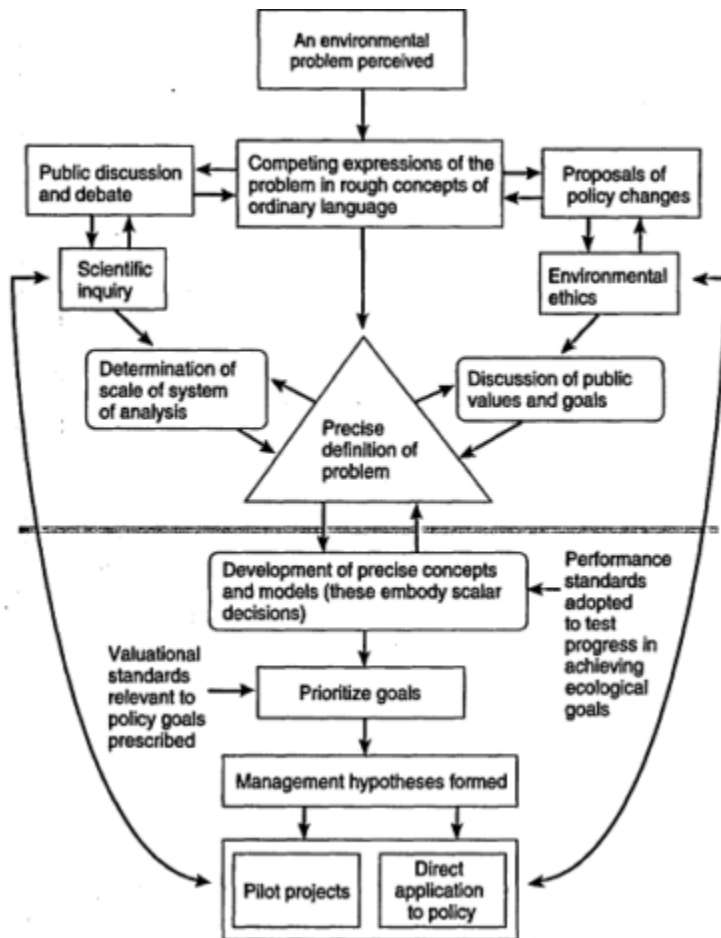 An environmental
problem perceived
Public discussion
and debate
Competing expressions of the
problem in rough concepts of
ordinary language
Proposals of
policy changes
Scientific
inquiry
Environmental
ethics
Determination of
scale of system
of analysis
Discussion of public
values and goals
Precise
definition of
problem
Development of precise concepts
and models (these embody scalar
decisions)
Performance
standards
adopted
to test
progress in
achieving
ecological
goals
Valuational
standards
relevant to
policy goals
prescribed
Prioritize goals
Management hypotheses formed
Pilot projects
Direct
application
to policy